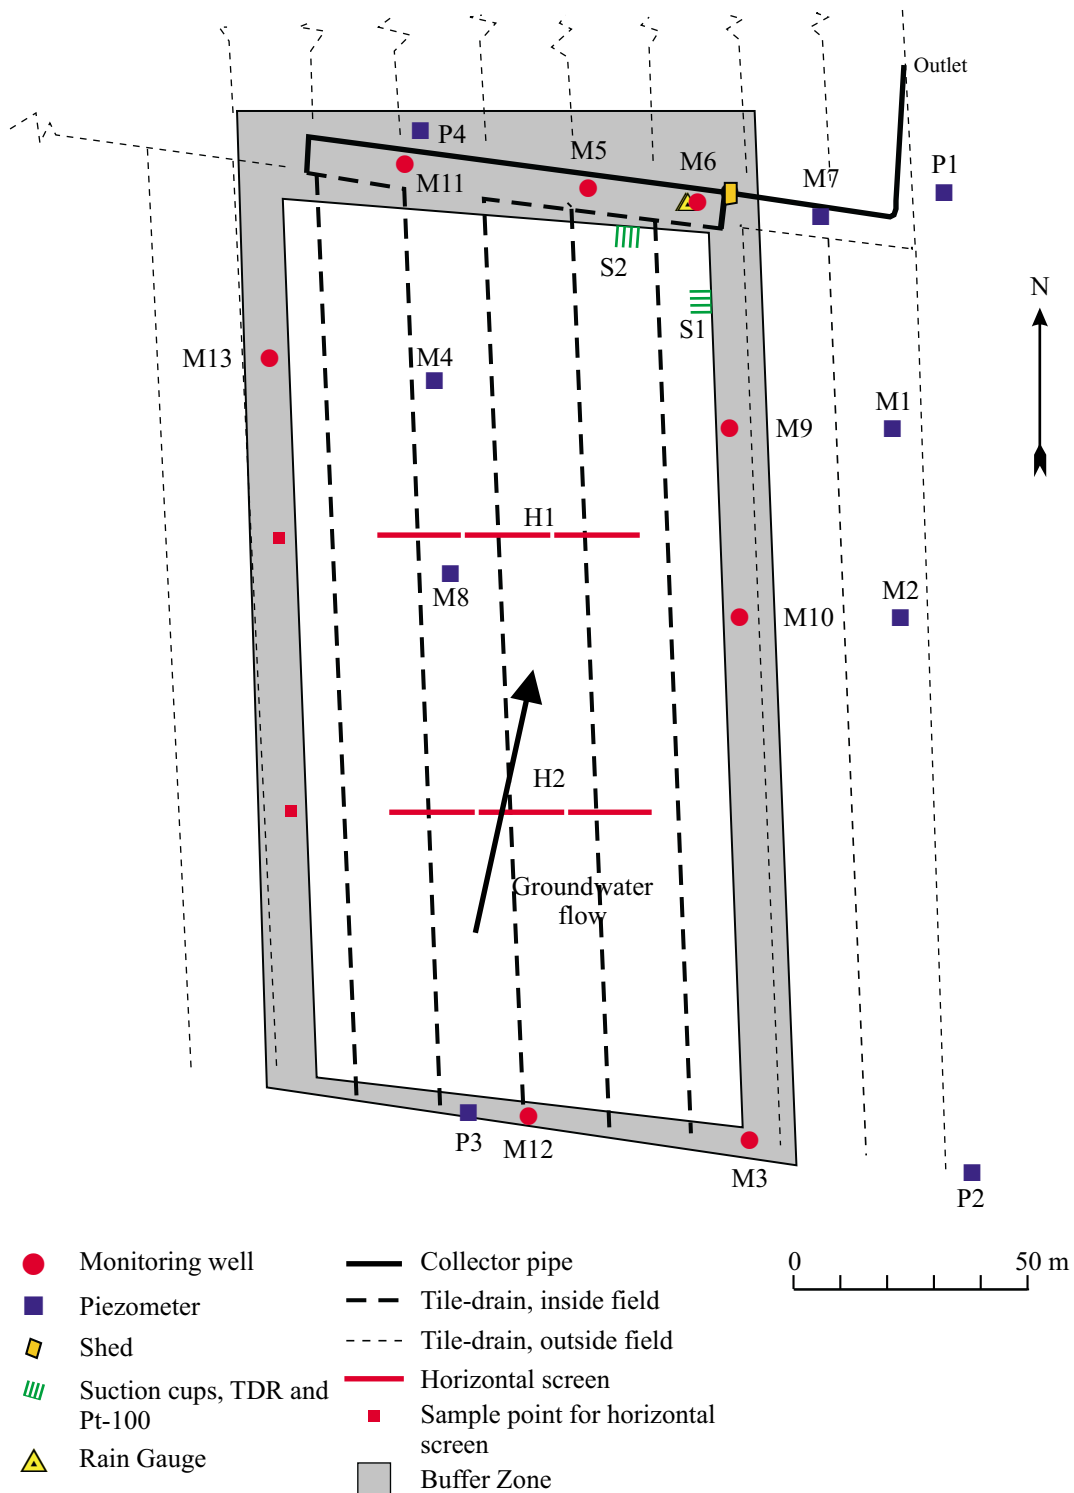 Outlet
P4
M5
M6
M7
P1
M11
S2
S1
N
M13
M4
M1
M9
H1
M8
M2
M10
H2
Groundwater
flow
P3
M12
M3
P2
Monitoring well
Piezometer
Shed
Suction cups, TDR and
Pt-100
Rain Gauge
Collector pipe
Tile-drain, inside field
Tile-drain, outside field
Horizontal screen
Sample point for horizontal
screen
Buffer Zone
0 50 m